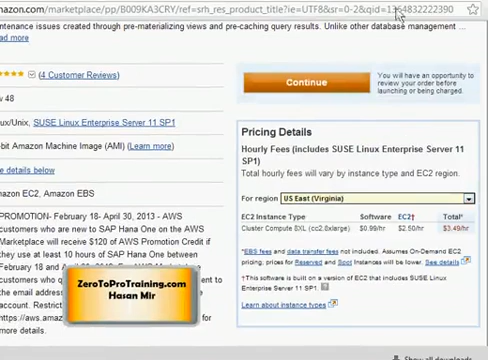 azon.com/marketplace/pp/B009KA3CRY/ref=srh_res_product_title?ie=UTF8&sr=0-2&qid=1364832222390
ntenance issues created through pre-materializing views and pre-caching query results. Unlike other database management ...
ead more
(4 Customer Reviews)
w 48
ux/Unix, SUSE Linux Enterprise Server 11 SP1
-bit Amazon Machine Image (AMI) (Learn more)
e details below
azon EC2, Amazon EBS
PROMOTION- February 18- April 30, 2013 - AWS
customers who are new to SAP Hana One on the AWS
Marketplace will receive $120 of AWS Promotion Credit if
they use at least 10 hours of SAP Hana One between
February 18 and
to the email addres
account. Restrict
https://aws.amaz
more details.
ZeroToProTraining.com
Hasan Mir
Continue
You will have an opportunity to
review your order before
launching or being charged.
Pricing Details
Hourly Fees (includes SUSE Linux Enterprise Server 11
SP1)
Total hourly fees will vary by instance type and EC2 region.
For region US East (Virginia)
EC2 Instance Type Software EC2† Total*
Cluster Compute 8XL (cc2.8xlarge) $0.99/hr $2.50/hr $3.49/hr
*EBS fees and data transfer fees not included. Assumes On-Demand EC2
pricing; prices for Reserved and Spot Instances will be lower. See details
†This software is built on a version of EC2 that includes SUSE Linux
Enterprise Server 11 SP1.
Learn about instance types
Show all downloads